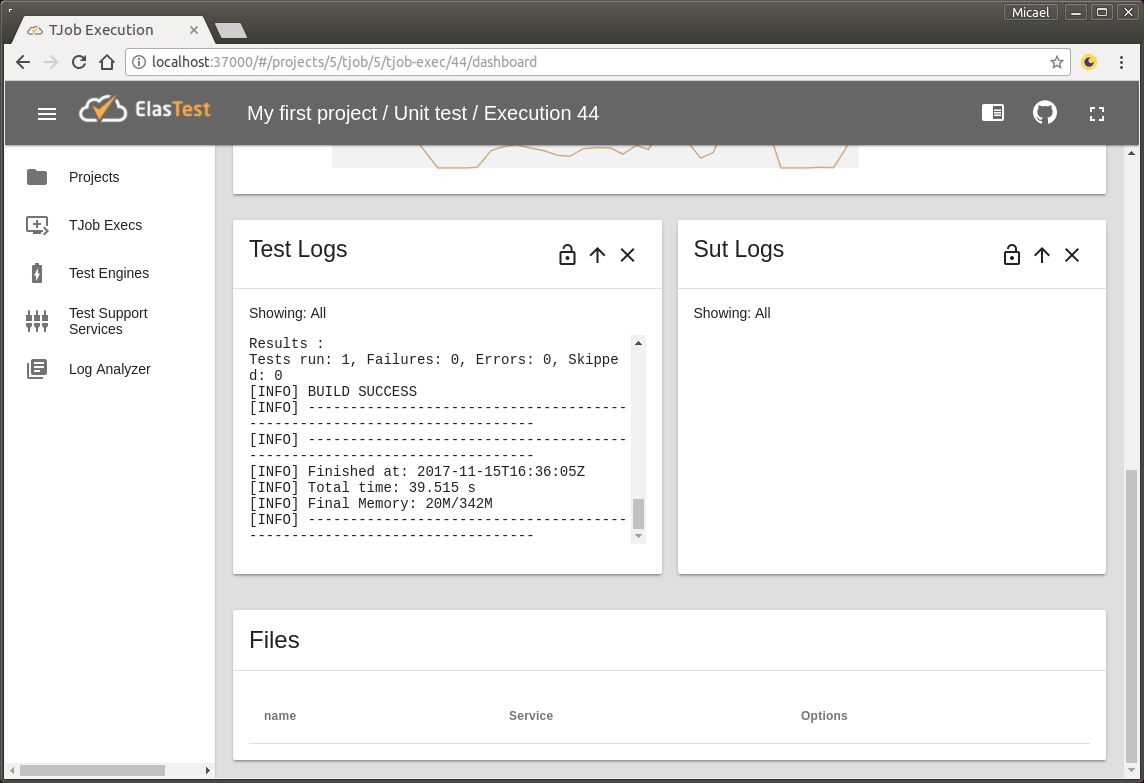 Micael
TJob Execution
localhost:37000/#/projects/5/tjob/5/tjob-exec/44/dashboard
ElasTest
My first project / Unit test / Execution 44
Projects
TJob Execs
Test Engines
Test Support
Services
Log Analyzer
Test Logs
Showing: All
Results :
Tests run: 1, Failures: 0, Errors: 0, Skippe
d: 0
[INFO] BUILD SUCCESS
[INFO] --------------------------------------
----------------------------------
[INFO] --------------------------------------
----------------------------------
[INFO] Finished at: 2017-11-15T16:36:05Z
[INFO] Total time: 39.515 s
[INFO] Final Memory: 20M/342M
[INFO] --------------------------------------
----------------------------------
Sut Logs
Showing: All
Files
name Service Options